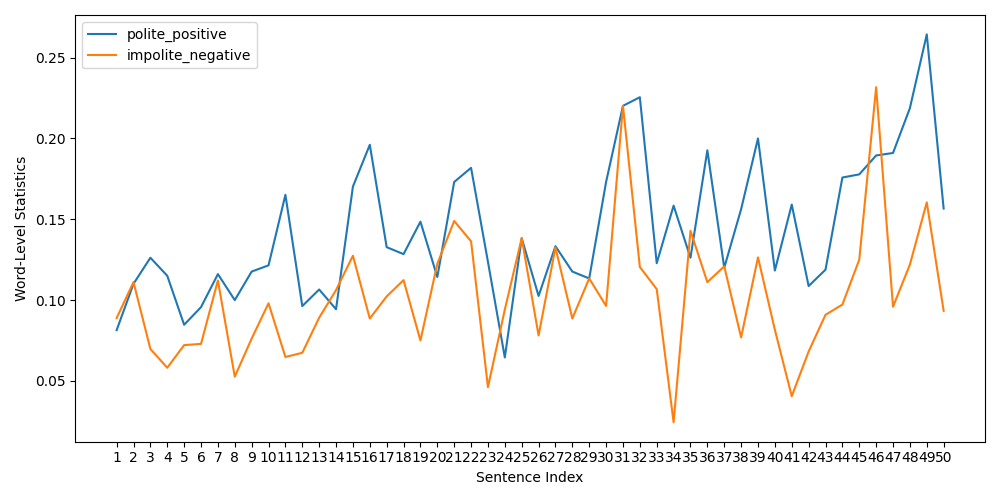 polite_positive
impolite_negative
0.25
0.20
0.15
0.10
0.05
Word-Level Statistics
1 2 3 4 5 6 7 8 9 10 11 12 13 14 15 16 17 18 19 20 21 22 23 24 25 26 27 28 29 30 31 32 33 34 35 36 37 38 39 40 41 42 43 44 45 46 47 48 49 50
Sentence Index